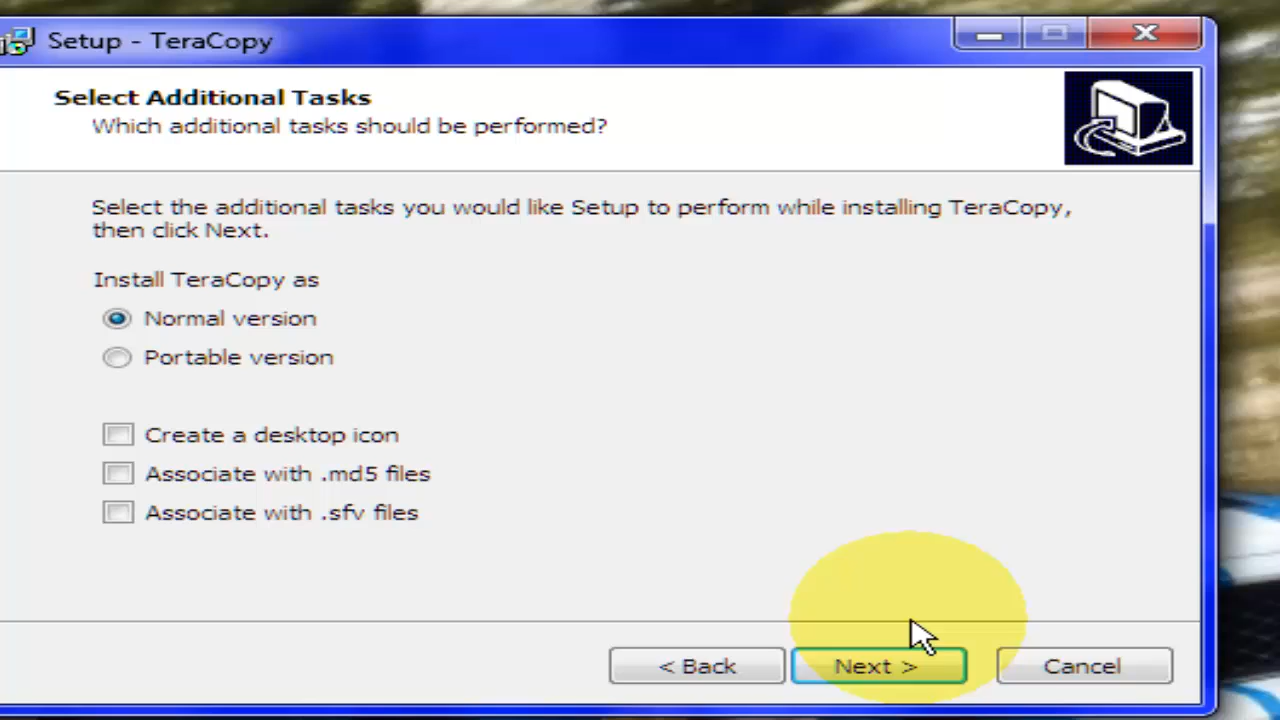 Setup - TeraCopy
Select Additional Tasks
Which additional tasks should be performed?
Select the additional tasks you would like Setup to perform while installing TeraCopy,
then click Next.
Install TeraCopy as
Normal version
Portable version
Create a desktop icon
Associate with .md5 files
Associate with .sfv files
< Back Next > Cancel